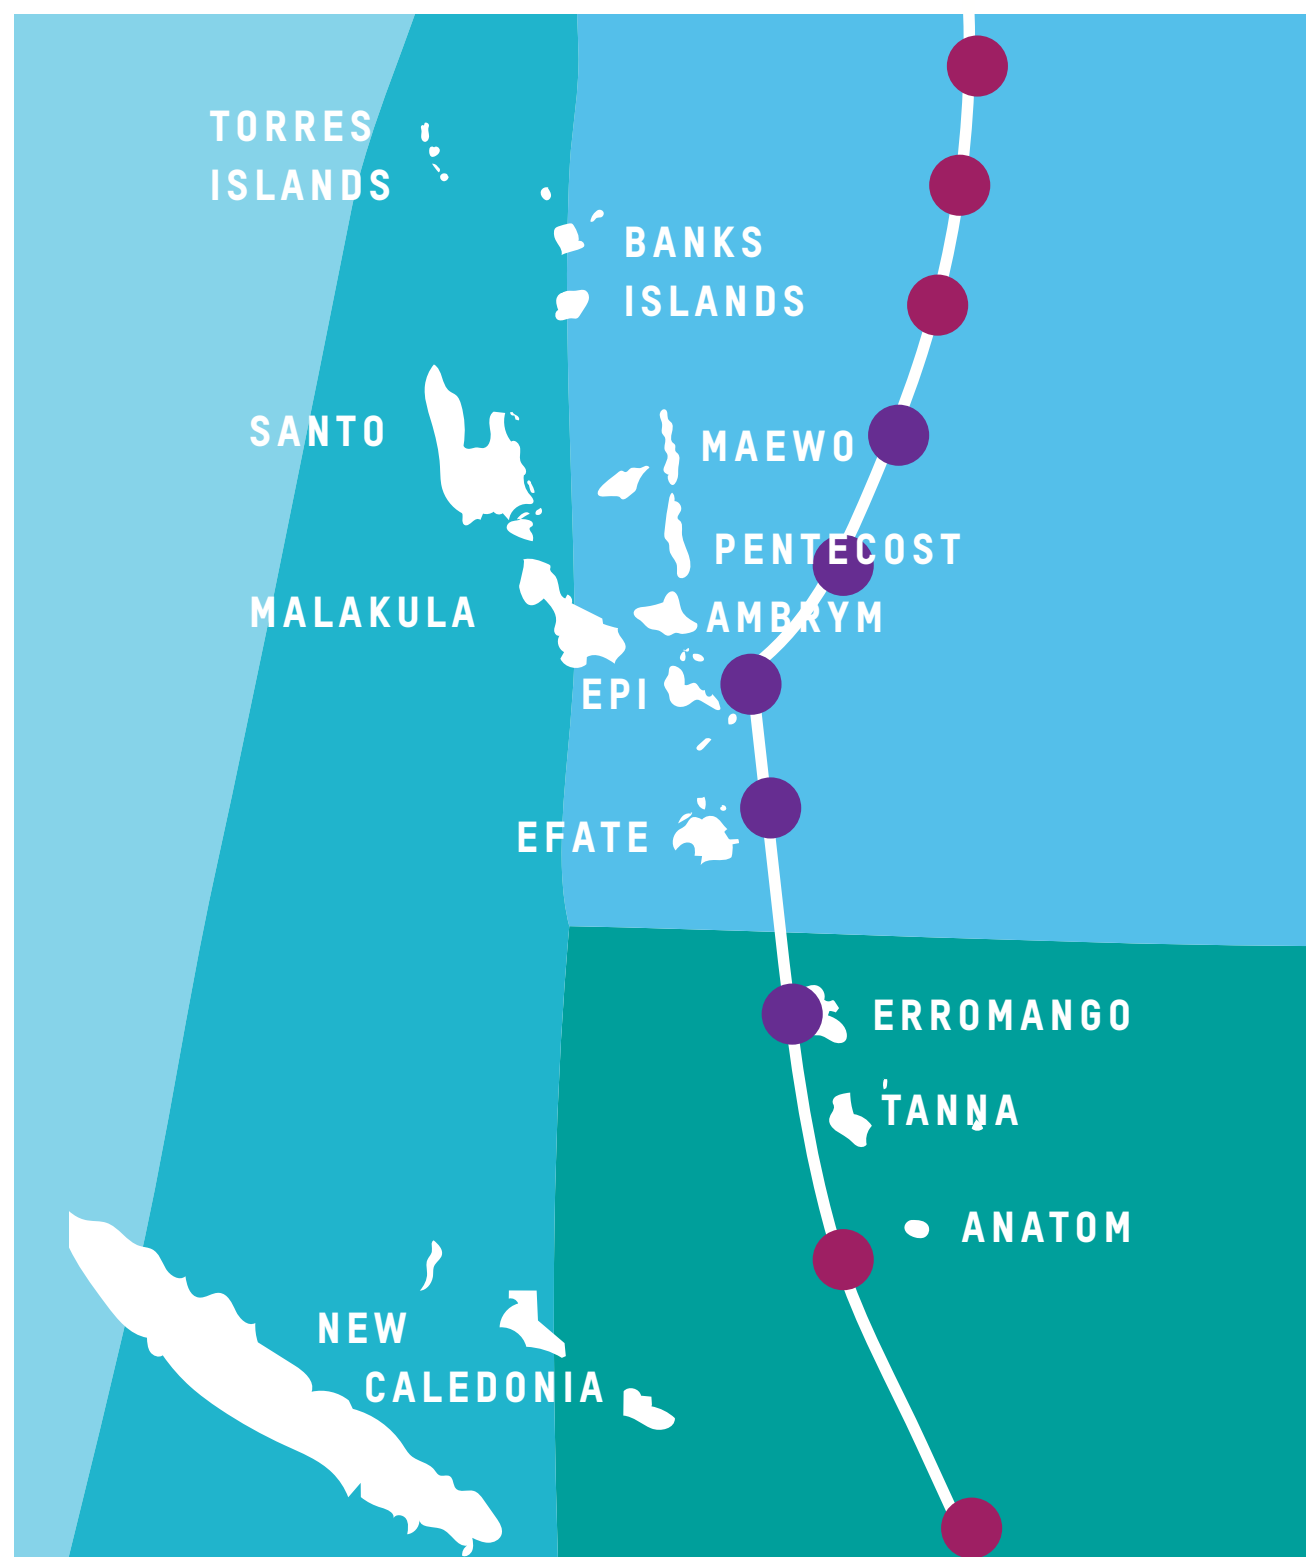 TORRES
ISLANDS
BANKS
ISLANDS
SANTO
MAEWO
PENTECOST
MALAKULA
AMBRYM
EPI
EFATE
ERROMANGO
TANNA
ANATOM
NEW
CALEDONIA